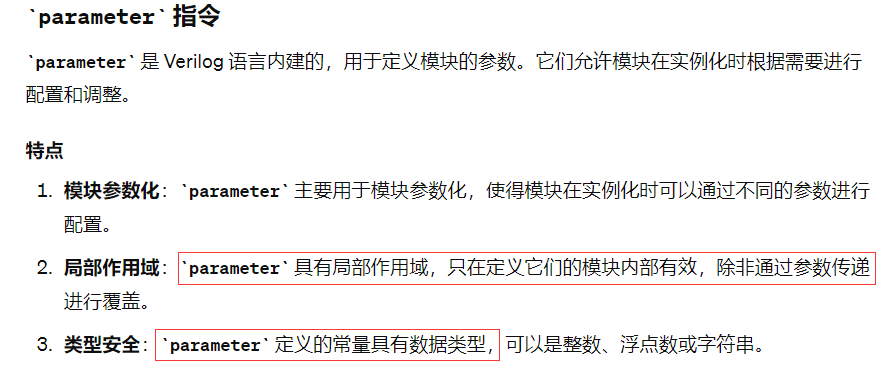 `parameter` 指令
`parameter` 是 Verilog 语言内建的，用于定义模块的参数。它们允许模块在实例化时根据需要进行
配置和调整。
特点
1. 模块参数化：`parameter` 主要用于模块参数化，使得模块在实例化时可以通过不同的参数进行
配置。
2. 局部作用域：`parameter` 具有局部作用域，只在定义它们的模块内部有效，除非通过参数传递
进行覆盖。
3. 类型安全：`parameter` 定义的常量具有数据类型，可以是整数、浮点数或字符串。